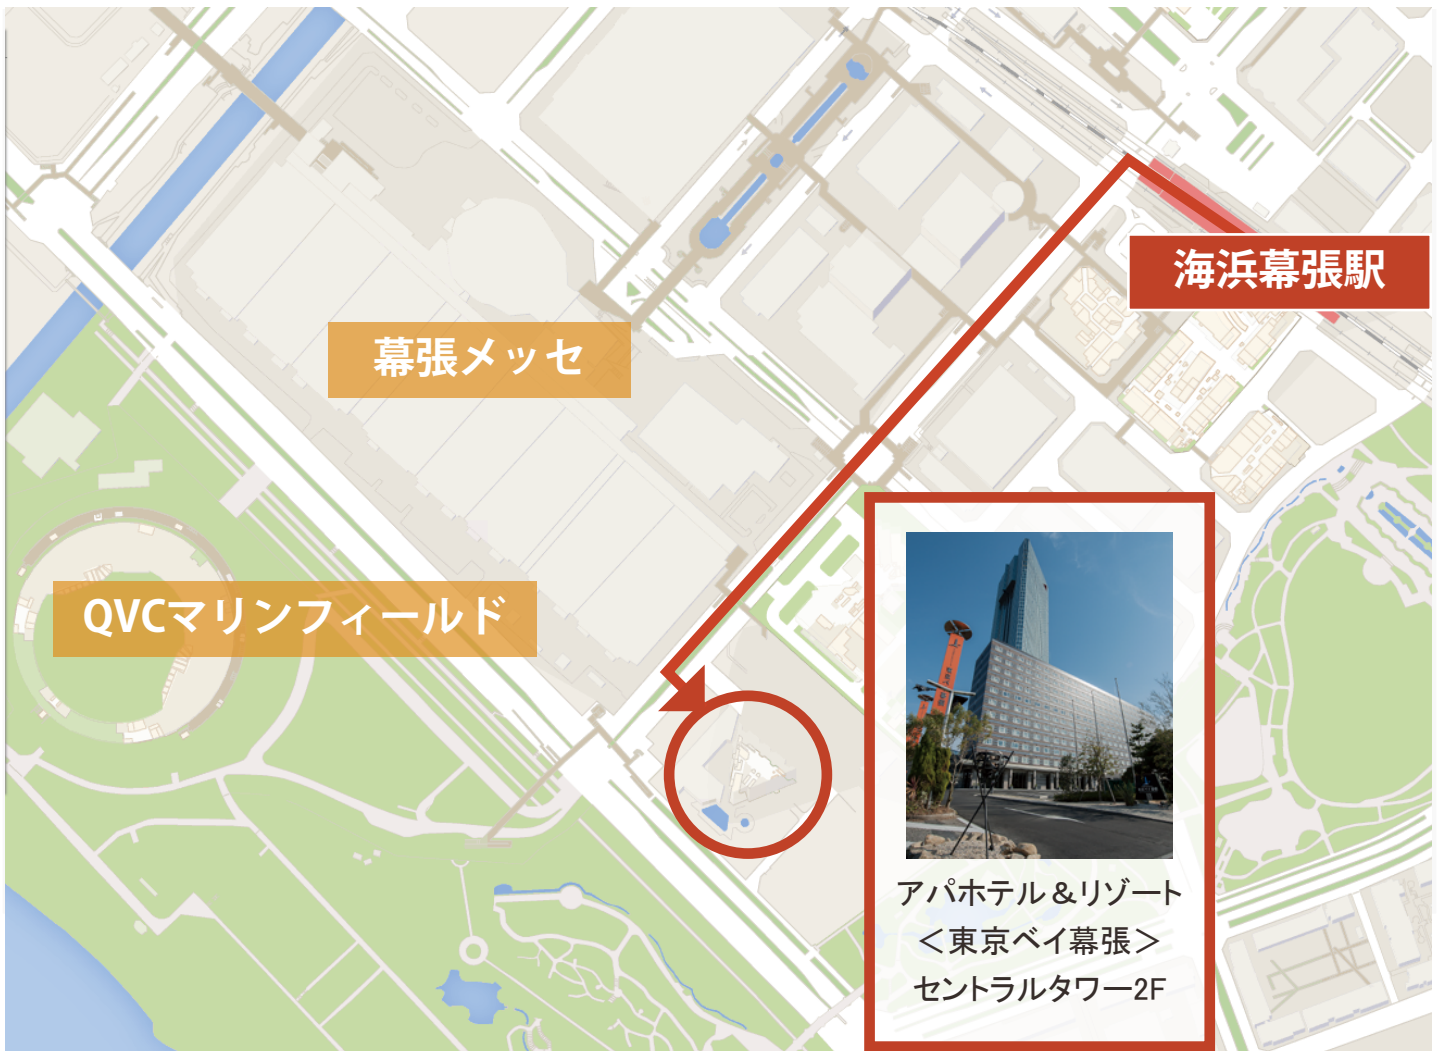 海浜幕張駅
幕張メッセ
QVCマリンフィールド
アパホテル&リゾート
<東京ベイ幕張>
セントラルタワー2F